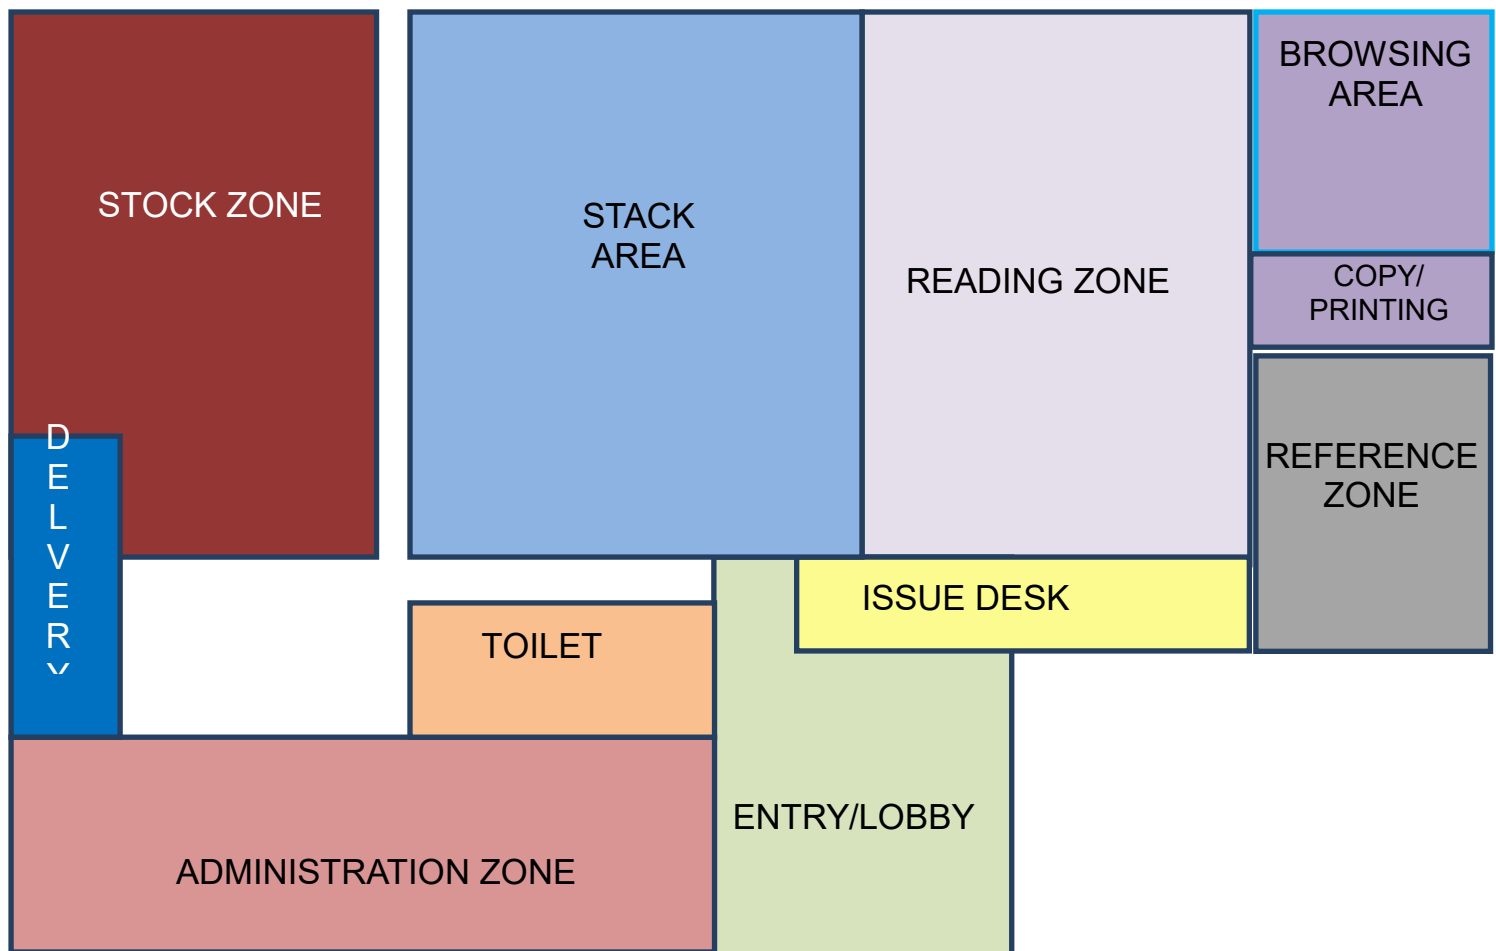 STOCK ZONE
STACK
AREA
READING ZONE
BROWSING
AREA
COPY/
PRINTING
REFERENCE
ZONE
D
E
L
V
E
R
Y
ISSUE DESK
TOILET
ENTRY/LOBBY
ADMINISTRATION ZONE